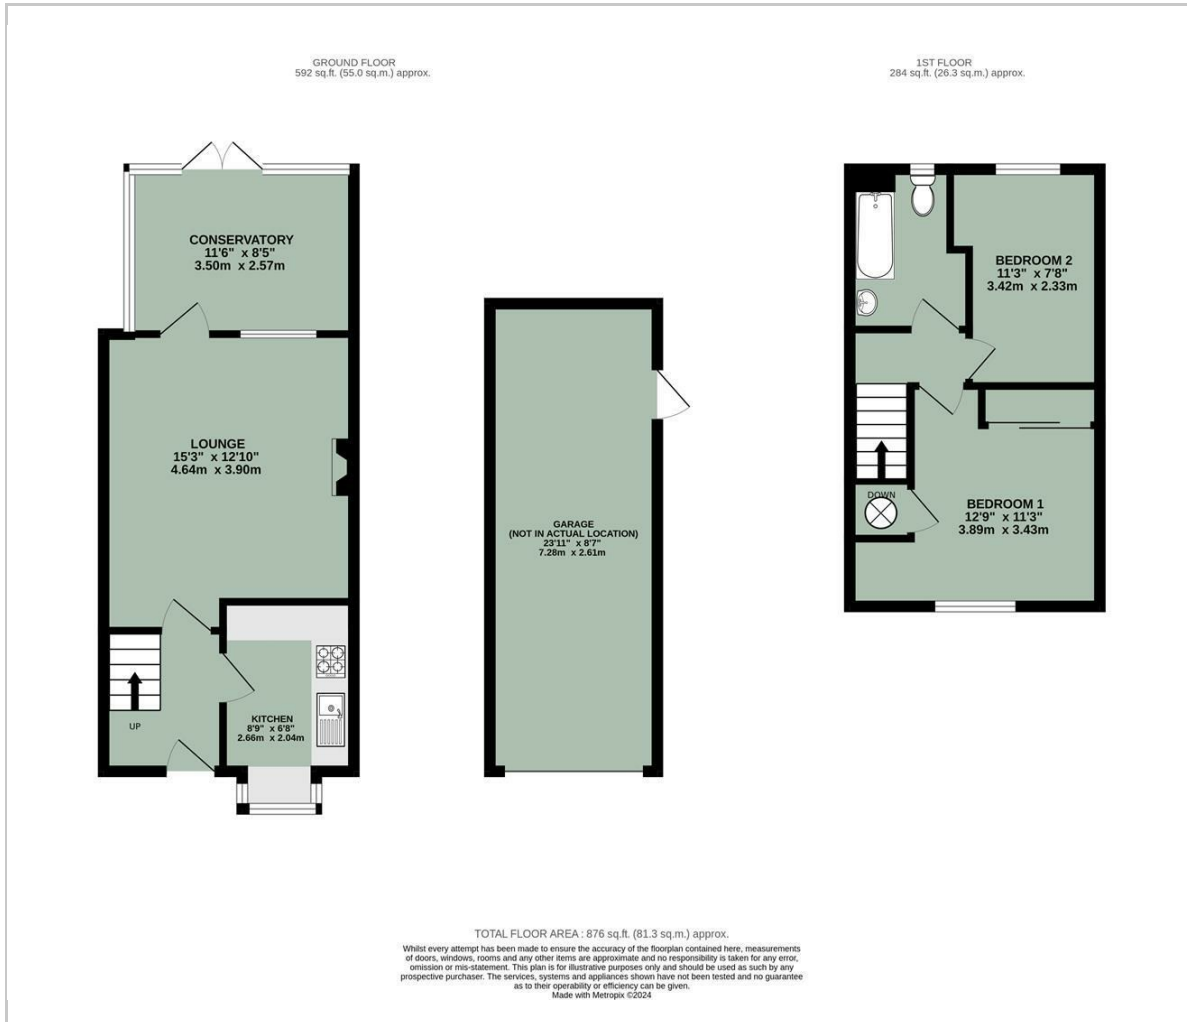 GROUND FLOOR
592 sq.ft. (55.0 sq.m.) approx.
1ST FLOOR
284 sq.ft. (26.3 sq.m.) approx.
CONSERVATORY
11'6" x 8'5"
3.50m x 2.57m
LOUNGE
15'3" x 12'10"
4.64m x 3.90m
UP
KITCHEN
8'9" x 6'8"
2.66m x 2.04m
GARAGE
(NOT IN ACTUAL LOCATION)
23'11" x 8'7"
7.28m x 2.61m
BEDROOM 2
11'3" x 7'8"
3.42m x 2.33m
DOWN
BEDROOM 1
12'9" x 11'3"
3.89m x 3.43m
TOTAL FLOOR AREA : 876 sq.ft. (81.3 sq.m.) approx.
Whilst every attempt has been made to ensure the accuracy of the floorplan contained here, measurements
of doors, windows, rooms and any other items are approximate and no responsibility is taken for any error,
omission or mis-statement. This plan is for illustrative purposes only and should be used as such by any
prospective purchaser. The services, systems and appliances shown have not been tested and no guarantee
as to their operability or efficiency can be given.
Made with Metropix ©2024